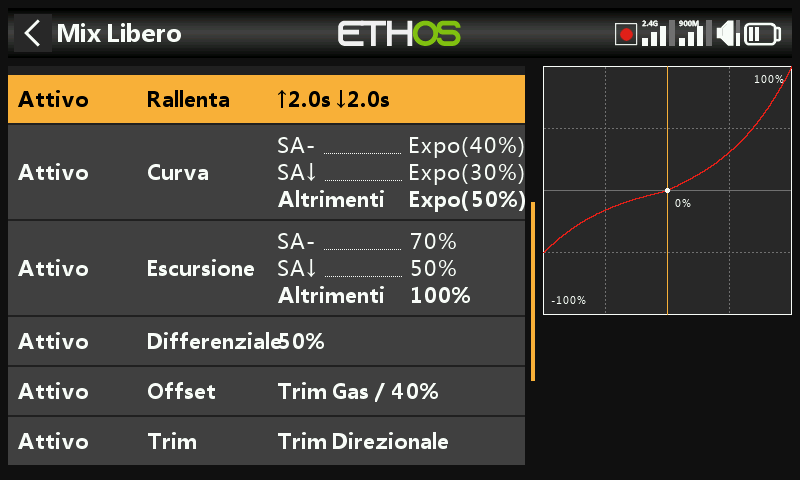 Mix Libero
ETHOS
2.4G
900M
Attivo Rallenta ↑2.0s ↓2.0s
SA- Expo(40%)
Attivo Curva SA↓ Expo(30%)
Altrimenti Expo(50%)
SA- 70%
Attivo Escursione SA↓ 50%
Altrimenti 100%
Attivo Differenziale 50%
Attivo Offset Trim Gas / 40%
Attivo Trim Trim Direzionale
100%
0%
-100%